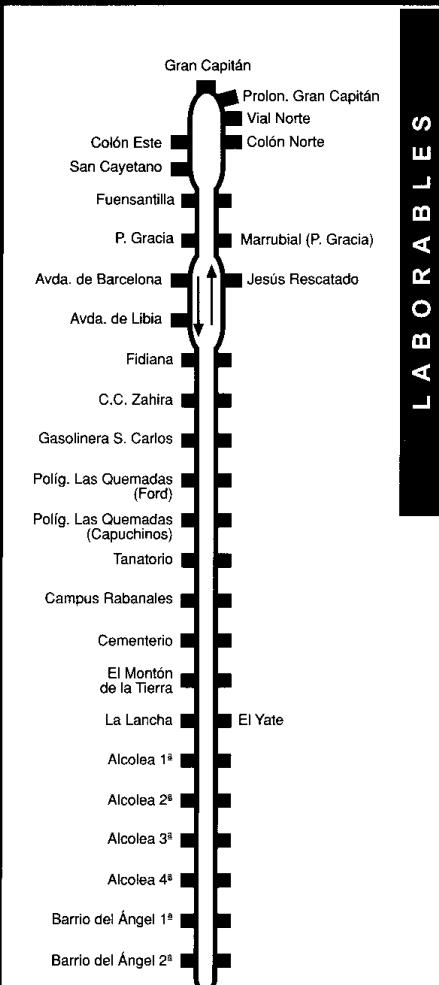 Gran Capitán
Prolon. Gran Capitán
Vial Norte
Colón Este
Colón Norte
San Cayetano
Fuensantilla
P. Gracia
Marrubial (P. Gracia)
Avda. de Barcelona
Jesús Rescatado
Avda. de Libia
Fidiana
C.C. Zahira
Gasolinera S. Carlos
Políg. Las Quemadas
(Ford)
Políg. Las Quemadas
(Capuchinos)
Tanatorio
Campus Rabanales
Cementerio
El Montón
de la Tierra
La Lancha
El Yate
Alcolea 1ª
Alcolea 2ª
Alcolea 3ª
Alcolea 4ª
Barrio del Ángel 1ª
Barrio del Ángel 2ª
LABORABLES